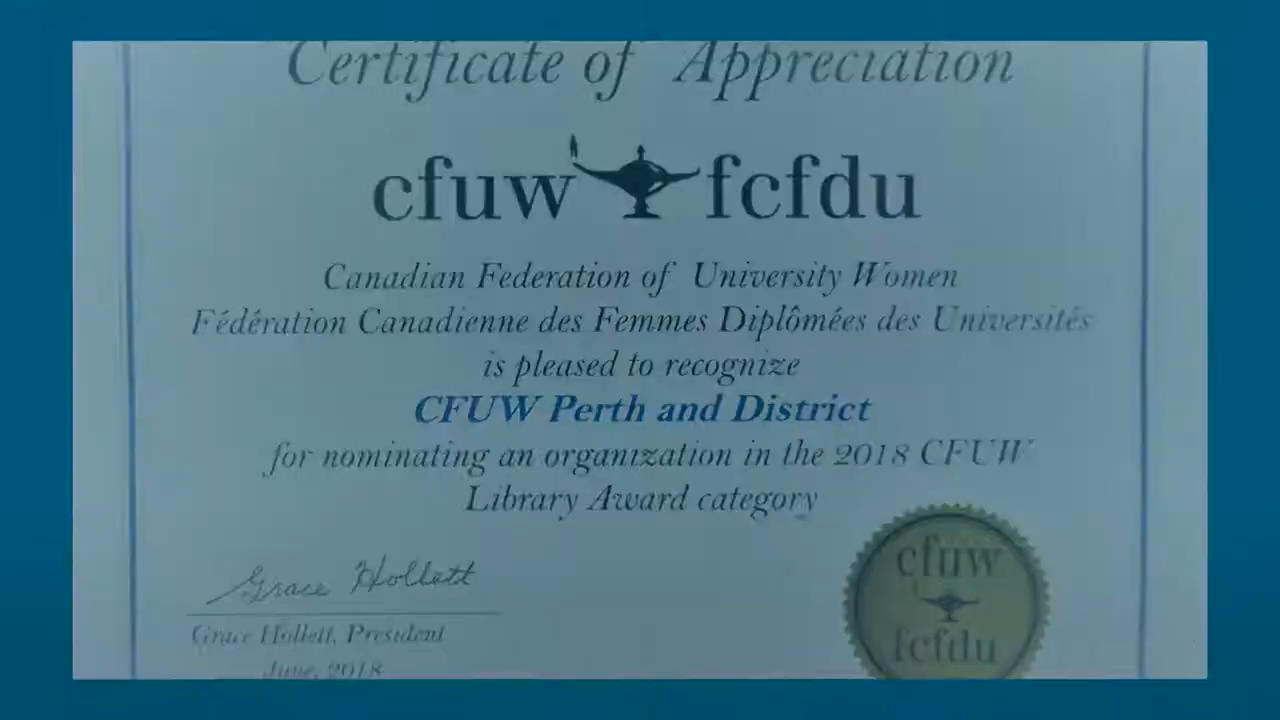 Certificate of Appreciation
cfuw fcfdu
Canadian Federation of University Women
Fédération Canadienne des Femmes Diplômées des Universités
is pleased to recognize
CFUW Perth and District
for nominating an organization in the 2018 CFUW
Library Award category
Grace Hollett
Grace Hollett, President
June, 2018
cfuw
fcfdu